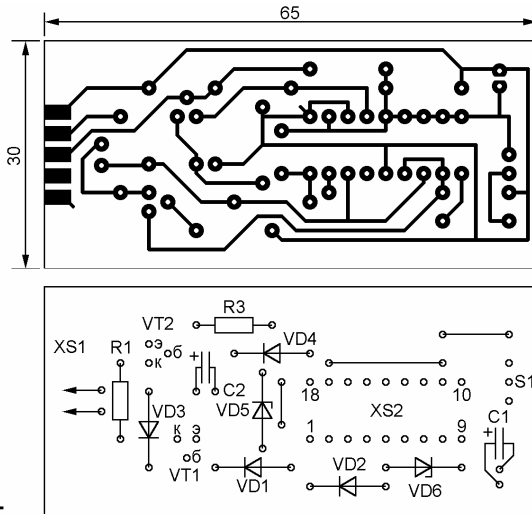 65
30
R3
VT2
э
б
к
XS1
R1
VD4
C2
18
10
S1
VD3
VD5
XS2
C1
+
+
к
э
1
9
б
VT1
VD1
VD2
VD6